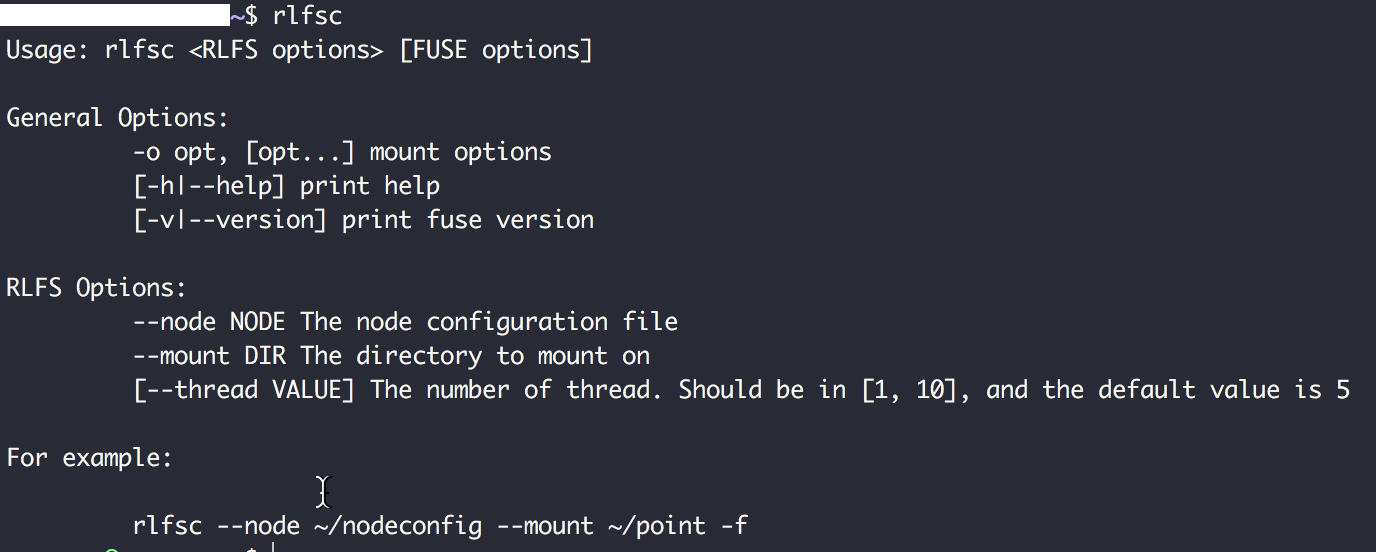 ~$ rlfsc
Usage: rlfsc <RLFS options> [FUSE options]
General Options:
-o opt, [opt...] mount options
[-h|--help] print help
[-v|--version] print fuse version
RLFS Options:
--node NODE The node configuration file
--mount DIR The directory to mount on
[--thread VALUE] The number of thread. Should be in [1, 10], and the default value is 5
For example:
rlfsc --node ~/nodeconfig --mount ~/point -f